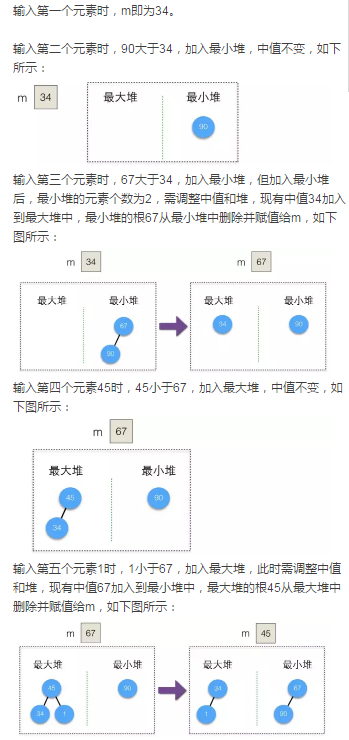 输入第一个元素时，m即为34。
输入第二个元素时，90大于34，加入最小堆，中值不变，如下
所示：
m 34
最大堆 最小堆
90
输入第三个元素时，67大于34，加入最小堆，但加入最小堆
后，最小堆的元素个数为2，需调整中值和堆，现有中值34加入
到最大堆中，最小堆的根67从最小堆中删除并赋值给m，如下
图所示：
m 34 m 67
最大堆 最小堆 最大堆 最小堆
67 34 90
90
输入第四个元素45时，45小于67，加入最大堆，中值不变，如
下图所示：
m 67
最大堆 最小堆
45 90
34
输入第五个元素1时，1小于67，加入最大堆，此时需调整中值
和堆，现有中值67加入到最小堆中，最大堆的根45从最大堆中
删除并赋值给m，如下图所示：
m 67 m 45
最大堆 最小堆 最大堆 最小堆
45 90 34 67
34 1 1 90